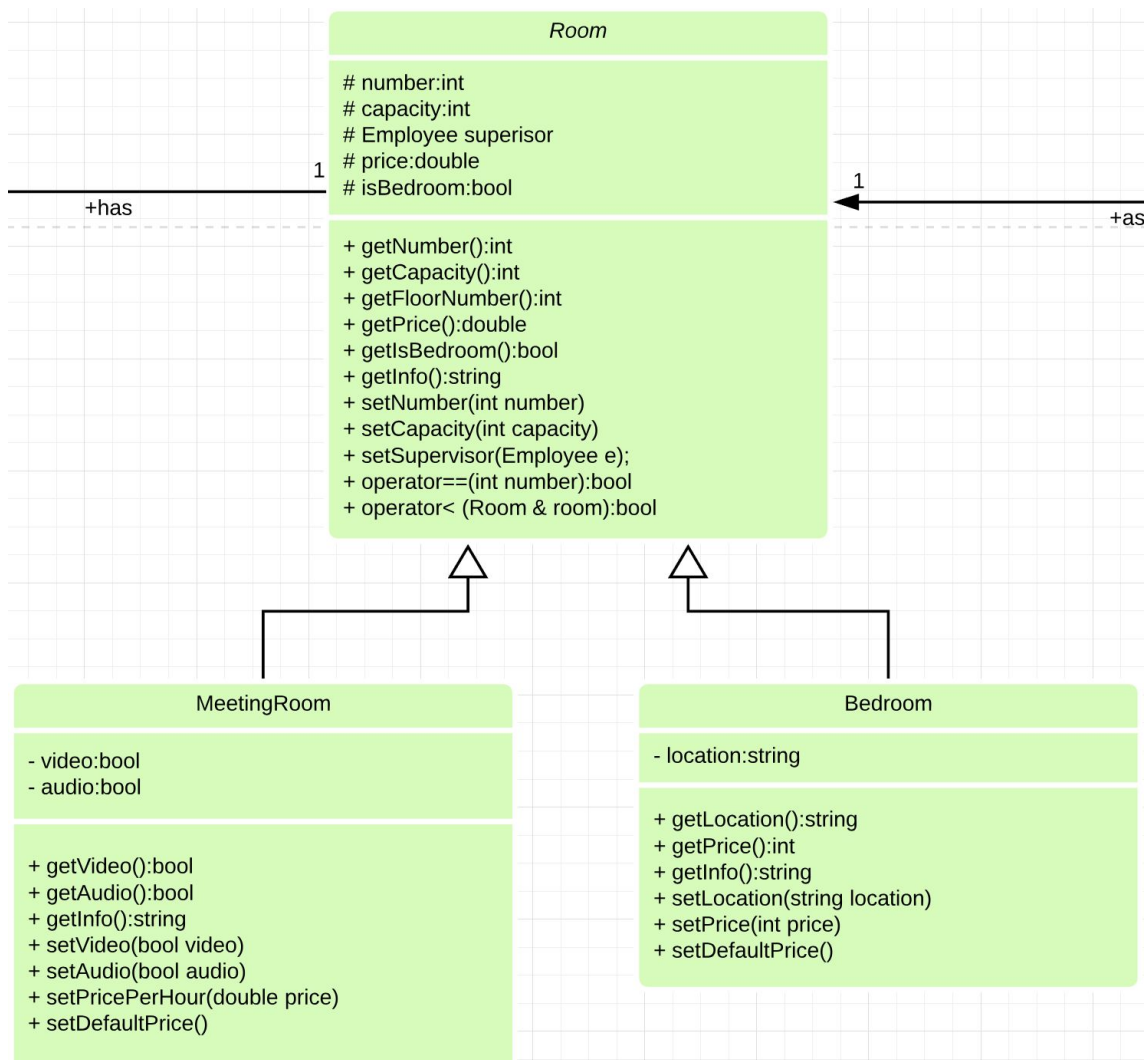 Room
# number:int
# capacity:int
# Employee superisor
# price:double
# isBedroom:bool
1
+has
1
+as
+ getNumber():int
+ getCapacity():int
+ getFloorNumber():int
+ getPrice():double
+ getIsBedroom():bool
+ getInfo():string
+ setNumber(int number)
+ setCapacity(int capacity)
+ setSupervisor(Employee e);
+ operator==(int number):bool
+ operator< (Room & room):bool
MeetingRoom
- video:bool
- audio:bool
+ getVideo():bool
+ getAudio():bool
+ getInfo():string
+ setVideo(bool video)
+ setAudio(bool audio)
+ setPricePerHour(double price)
+ setDefaultPrice()
Bedroom
- location:string
+ getLocation():string
+ getPrice():int
+ getInfo():string
+ setLocation(string location)
+ setPrice(int price)
+ setDefaultPrice()